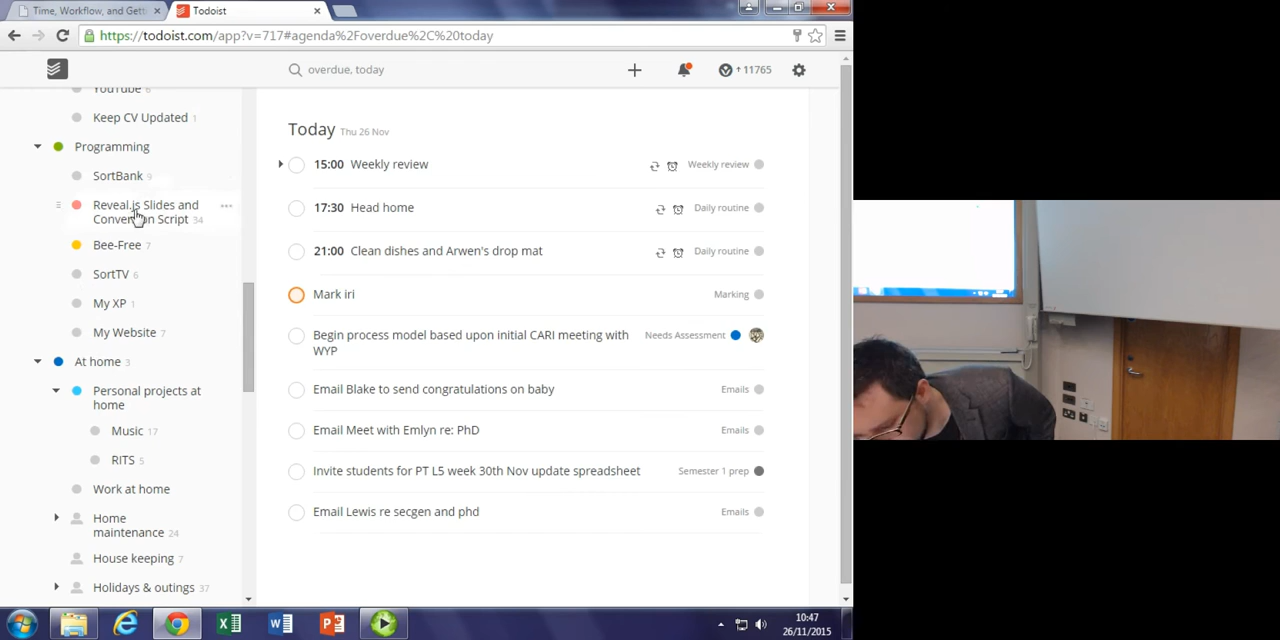 Time, Workflow, and Gett
Todoist
https://todoist.com/app?v=717#agenda%2Foverdue%2C%20today
overdue, today
+11765
YouTube 6
Keep CV Updated 1
Programming
SortBank 9
Reveal.js Slides and
Conversion Script 34
Bee-Free 7
SortTV 6
My XP 1
My Website 7
At home 3
Personal projects at
home
Music 17
RITS 5
Work at home
Home
maintenance 24
House keeping 7
Holidays & outings 37
Today Thu 26 Nov
15:00 Weekly review Weekly review
17:30 Head home Daily routine
21:00 Clean dishes and Arwen's drop mat Daily routine
Mark iri Marking
Begin process model based upon initial CARI meeting with Needs Assessment
WYP
Email Blake to send congratulations on baby Emails
Email Meet with Emlyn re: PhD Emails
Invite students for PT L5 week 30th Nov update spreadsheet Semester 1 prep
Email Lewis re secgen and phd Emails
10:47
26/11/2015